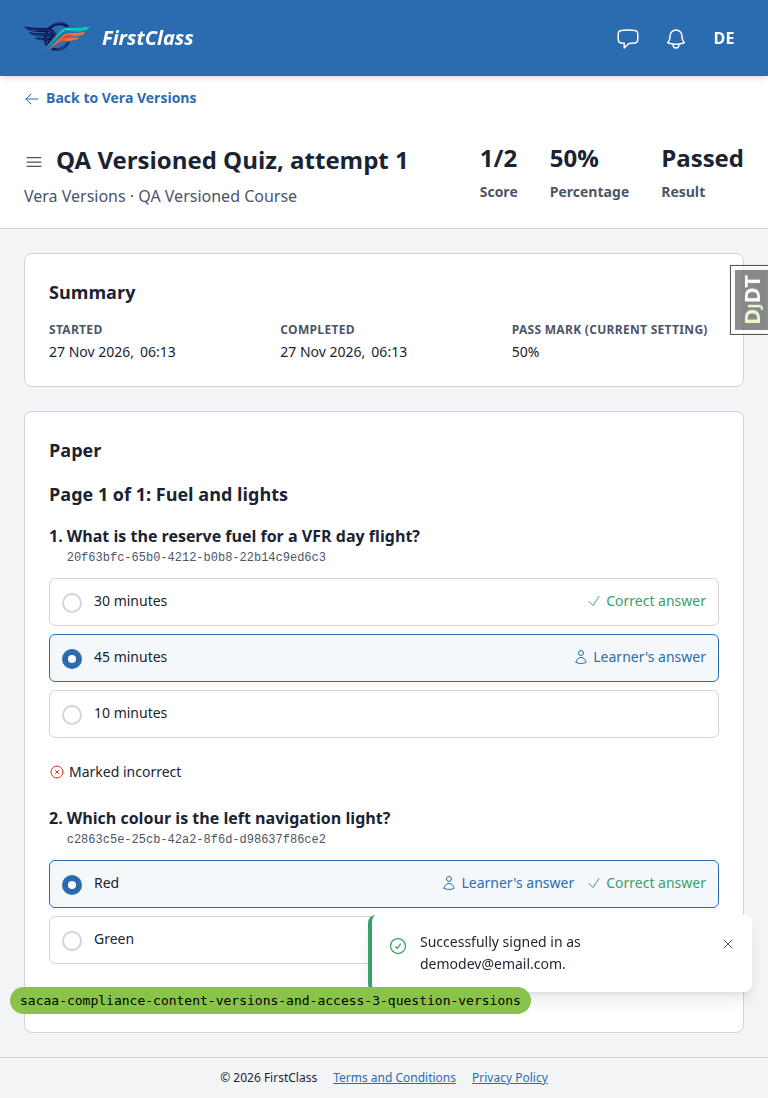 FirstClass
DE
Back to Vera Versions
QA Versioned Quiz, attempt 1
Vera Versions · QA Versioned Course
1/2
Score
50%
Percentage
Passed
Result
DJDT
Summary
STARTED
27 Nov 2026, 06:13
COMPLETED
27 Nov 2026, 06:13
PASS MARK (CURRENT SETTING)
50%
Paper
Page 1 of 1: Fuel and lights
1. What is the reserve fuel for a VFR day flight?
20f63bfc-65b0-4212-b0b8-22b14c9ed6c3
30 minutes
Correct answer
45 minutes
Learner's answer
10 minutes
Marked incorrect
2. Which colour is the left navigation light?
c2863c5e-25cb-42a2-8f6d-d98637f86ce2
Red
Learner's answer
Correct answer
Green
Successfully signed in as
demodev@email.com.
sacaa-compliance-content-versions-and-access-3-question-versions
© 2026 FirstClass
Terms and Conditions
Privacy Policy